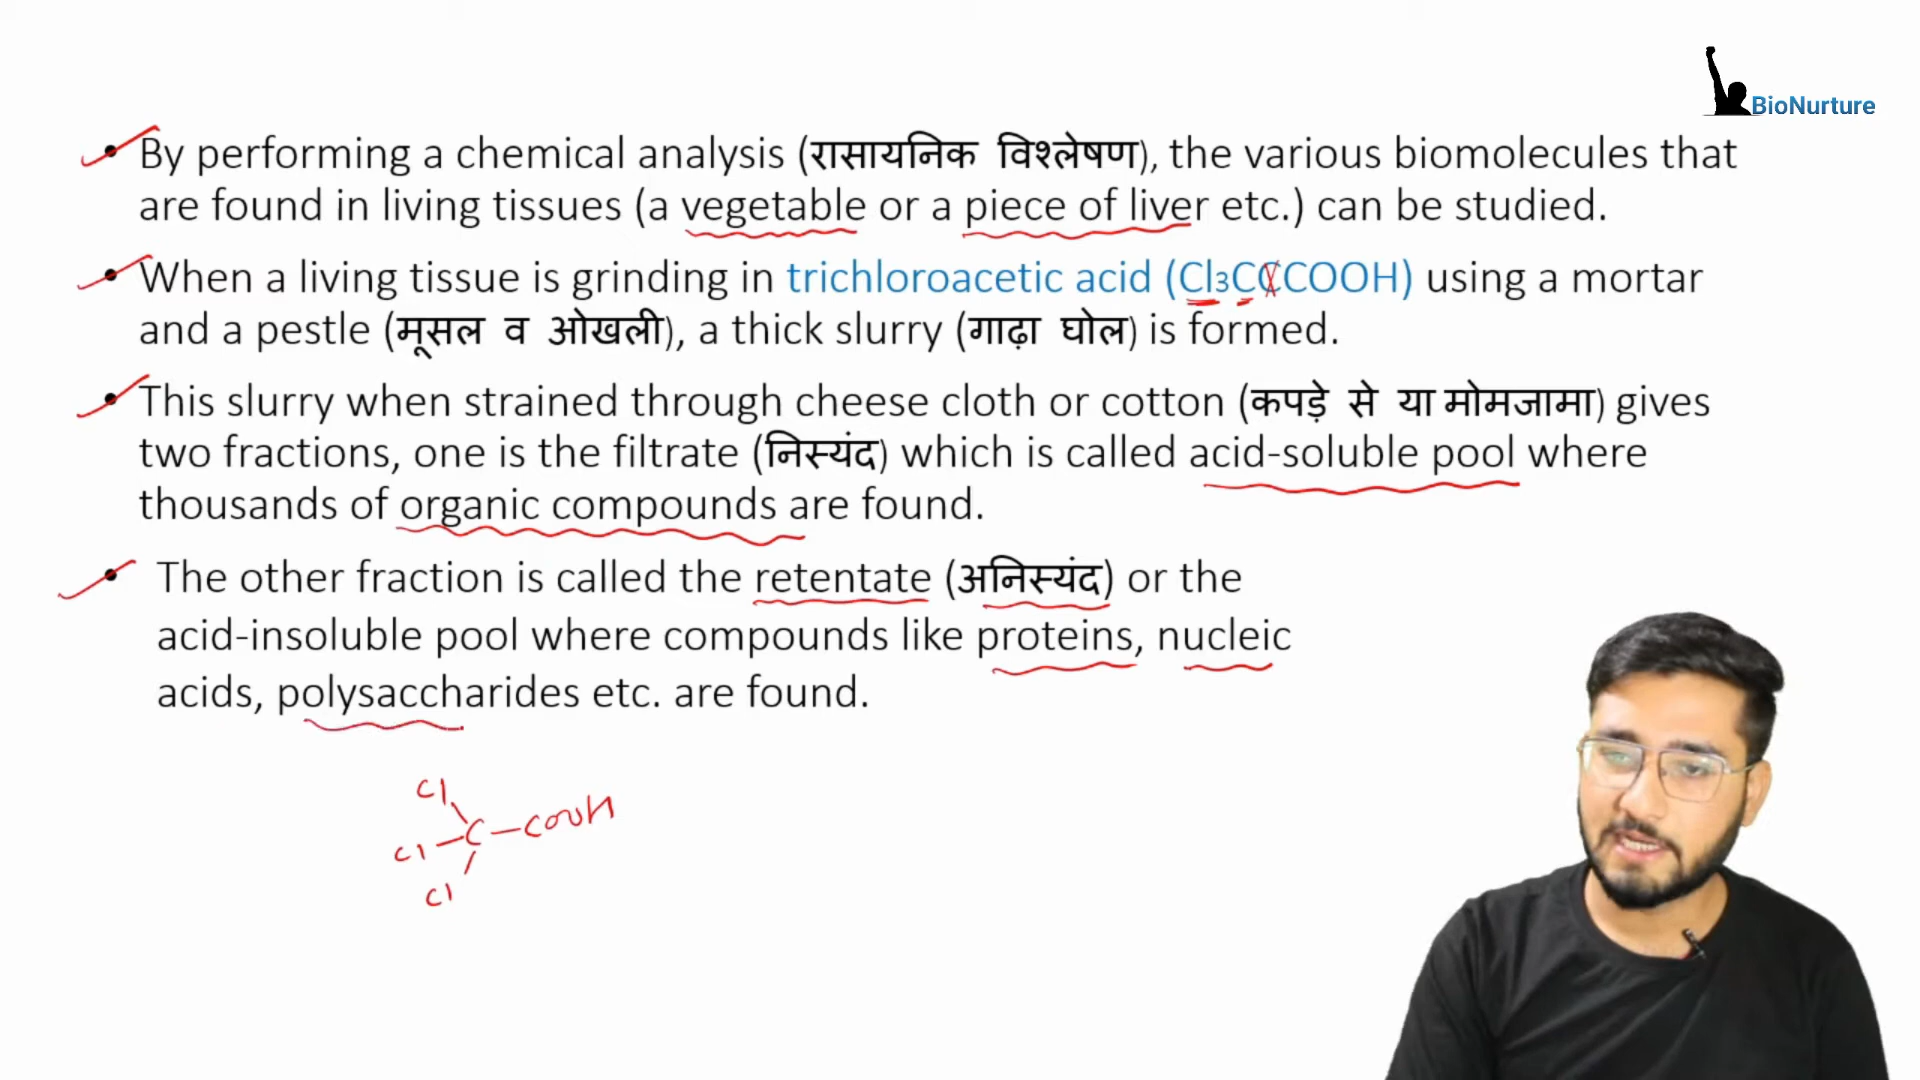 BioNurture
• By performing a chemical analysis (रासायनिक विश्लेषण), the various biomolecules that
are found in living tissues (a vegetable or a piece of liver etc.) can be studied.
• When a living tissue is grinding in trichloroacetic acid (Cl₃CCCOOH) using a mortar
and a pestle (मूसल व ओखली), a thick slurry (गाढ़ा घोल) is formed.
• This slurry when strained through cheese cloth or cotton (कपड़े से या मोमजामा) gives
two fractions, one is the filtrate (निस्यंद) which is called acid-soluble pool where
thousands of organic compounds are found.
• The other fraction is called the retentate (अनिस्यंद) or the
acid-insoluble pool where compounds like proteins, nucleic
acids, polysaccharides etc. are found.
Cl
Cl—C—COOH
Cl